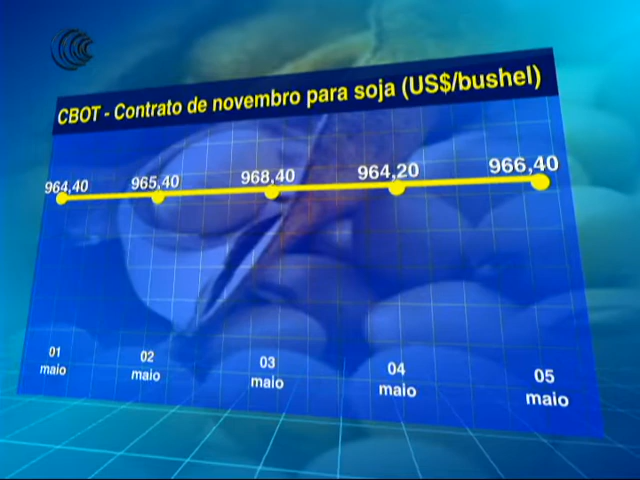 CBOT - Contrato de novembro para soja (US$/bushel)
964,40 965,40 968,40 964,20 966,40
01 maio
02 maio
03 maio
04 maio
05 maio